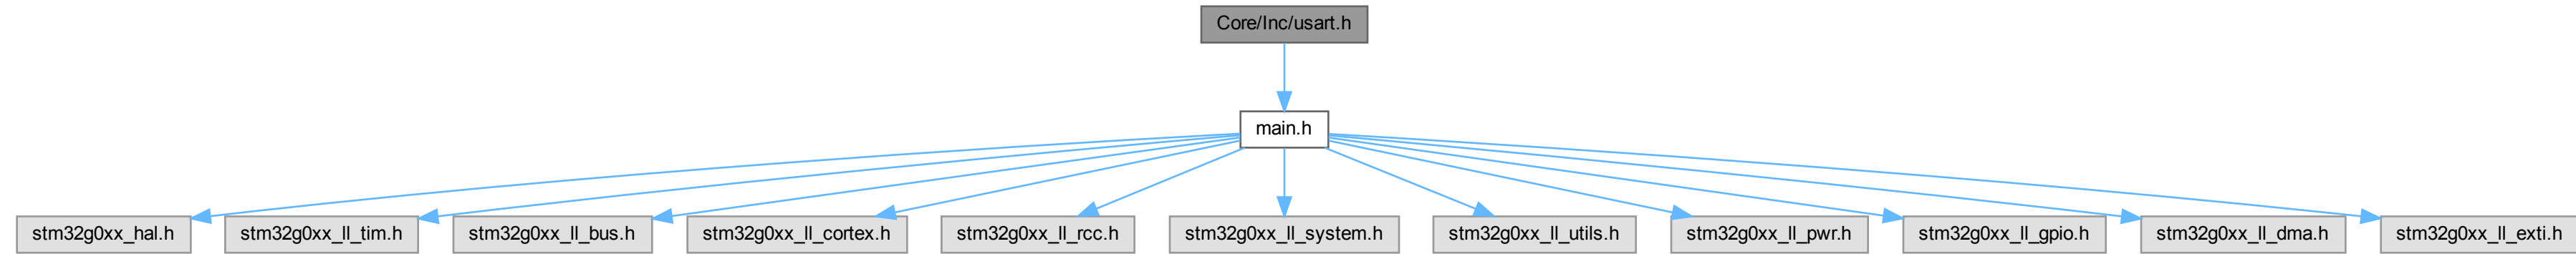 Core/Inc/usart.h
main.h
stm32g0xx_hal.h
stm32g0xx_ll_tim.h
stm32g0xx_ll_bus.h
stm32g0xx_ll_cortex.h
stm32g0xx_ll_rcc.h
stm32g0xx_ll_system.h
stm32g0xx_ll_utils.h
stm32g0xx_ll_pwr.h
stm32g0xx_ll_gpio.h
stm32g0xx_ll_dma.h
stm32g0xx_ll_exti.h